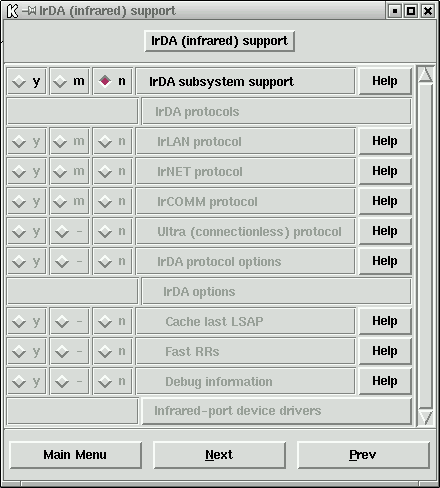 K IrDA (infrared) support
IrDA (infrared) support
y m n IrDA subsystem support Help
IrDA protocols
y m n IrLAN protocol Help
y m n IrNET protocol Help
y m n IrCOMM protocol Help
y - n Ultra (connectionless) protocol Help
y - n IrDA protocol options Help
IrDA options
y - n Cache last LSAP Help
y - n Fast RRs Help
y - n Debug information Help
Infrared-port device drivers
Main Menu Next Prev